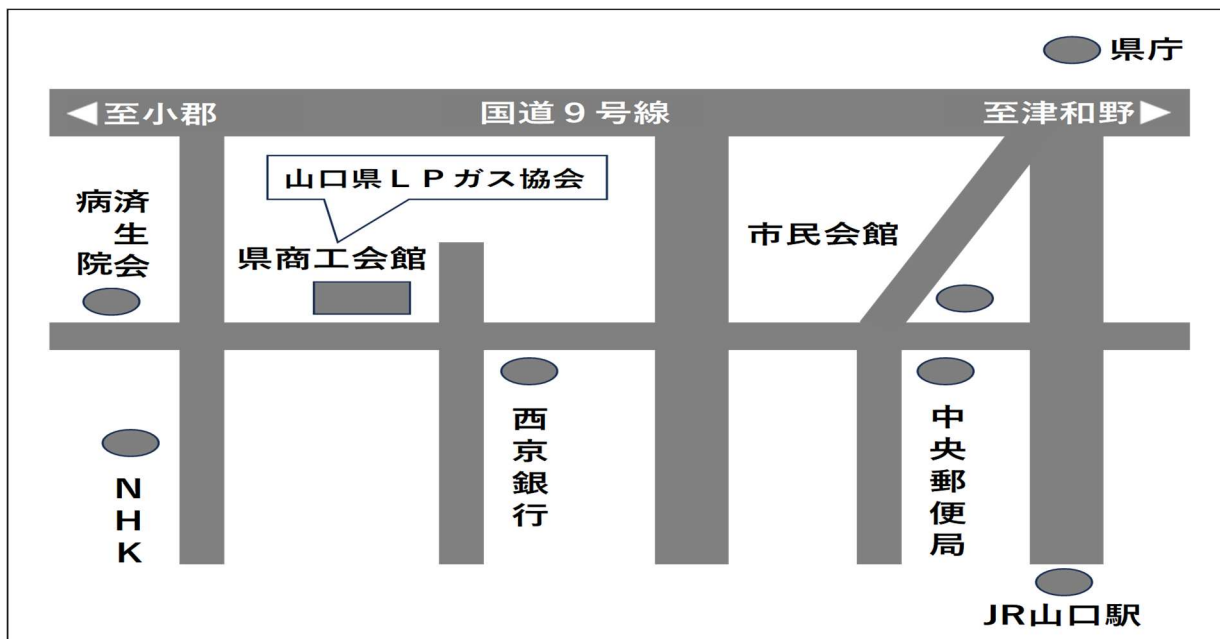 県庁
◀至小郡
国道９号線
至津和野▶
山口県ＬＰガス協会
済生会
病院
県商工会館
市民会館
西京銀行
中央郵便局
NHK
JR山口駅